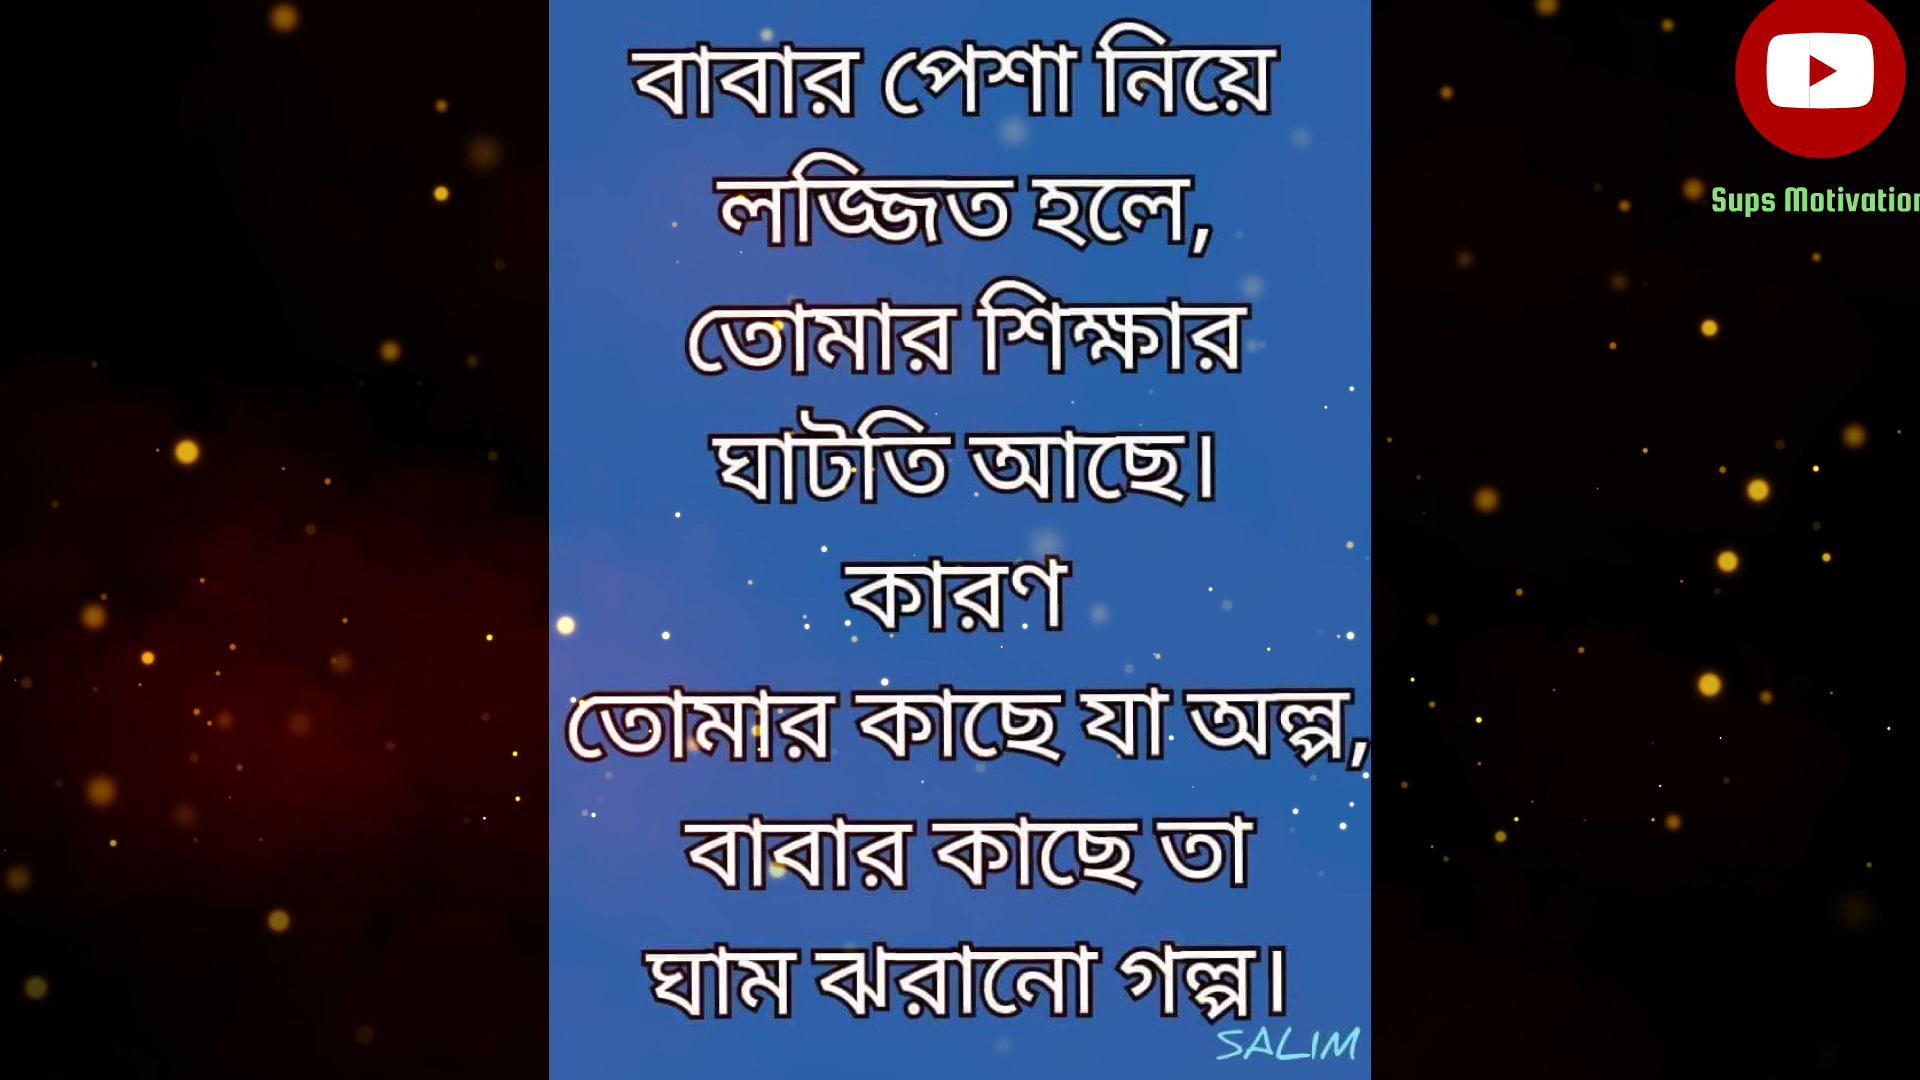 বাবার পেশা নিয়ে
লজ্জিত হলে,
তোমার শিক্ষার
ঘাটতি আছে।
কারণ
তোমার কাছে যা অল্প,
বাবার কাছে তা
ঘাম ঝরানো গল্প।
SALIM
Sups Motivation